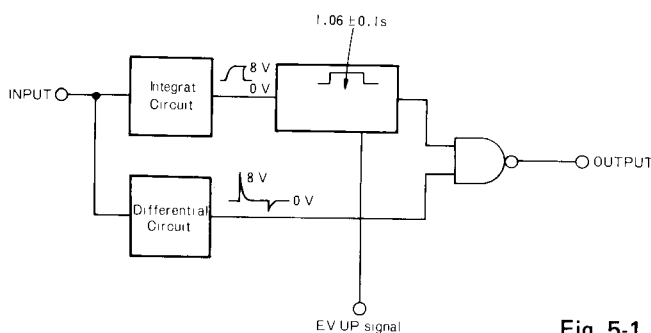 1.06 ±0.1s
INPUT
Integrat
Circuit
8 V
0 V
OUTPUT
Differential
Circuit
8 V
0 V
EV UP signal
Fig. 5-1